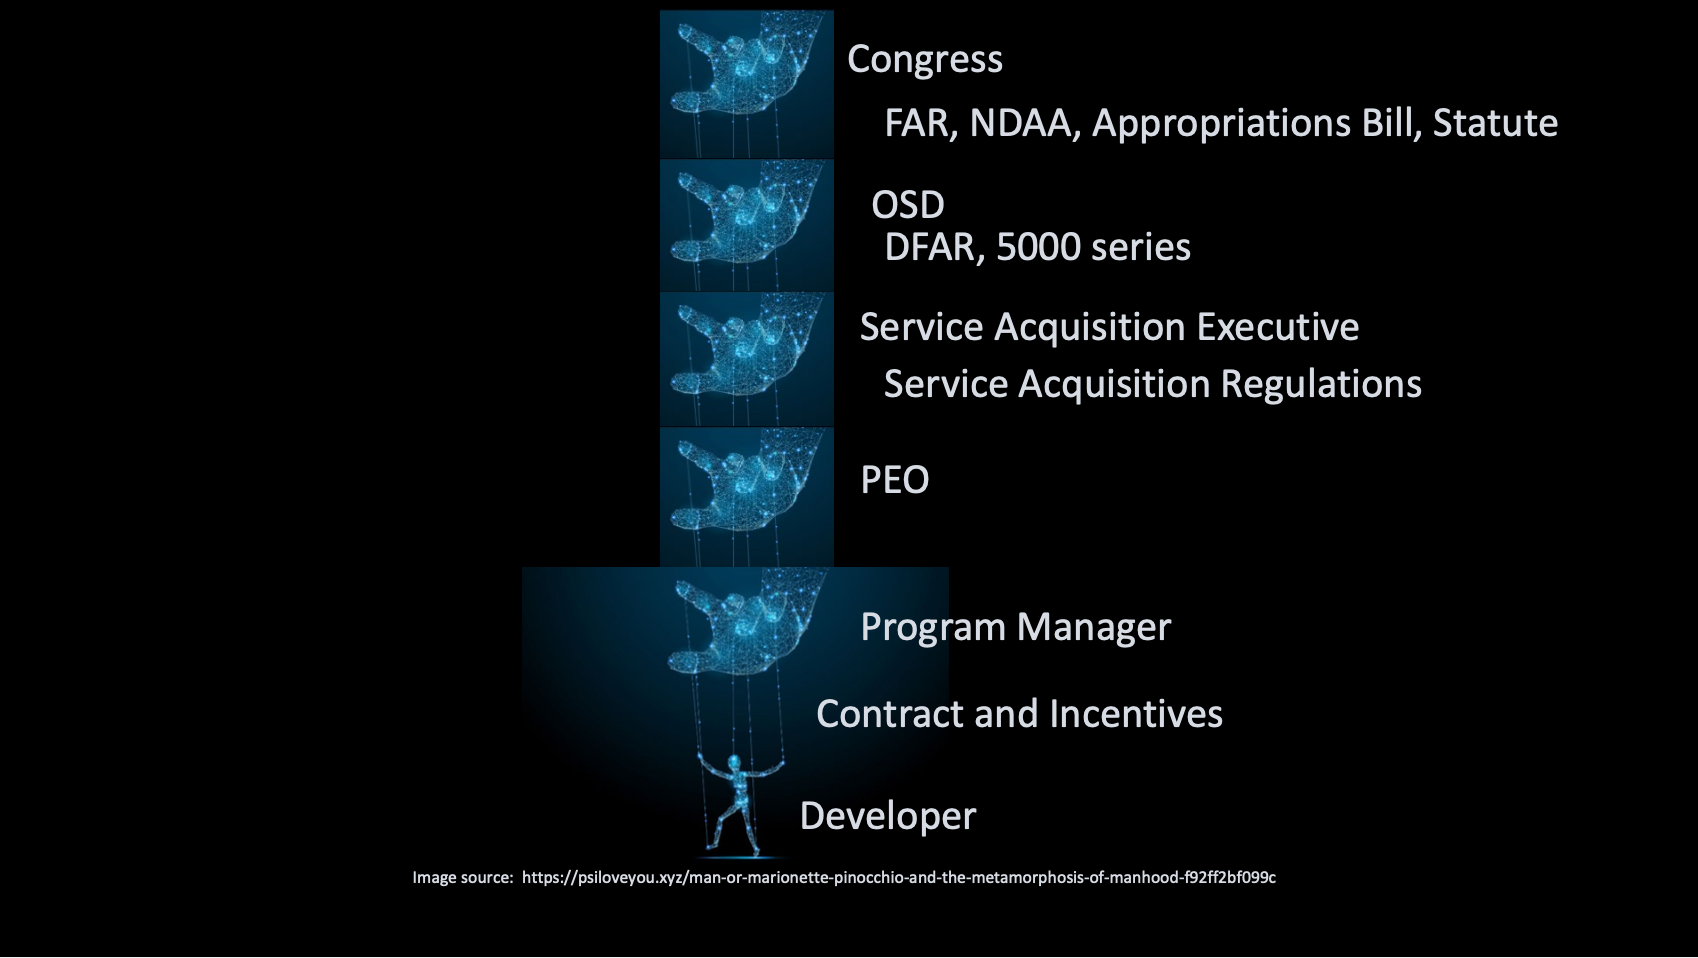 Congress
FAR, NDAA, Appropriations Bill, Statute
OSD
DFAR, 5000 series
Service Acquisition Executive
Service Acquisition Regulations
PEO
Program Manager
Contract and Incentives
Developer
Image source:  https://psiloveyou.xyz/man-or-marionette-pinocchio-and-the-metamorphosis-of-manhood-f92ff2bf099c